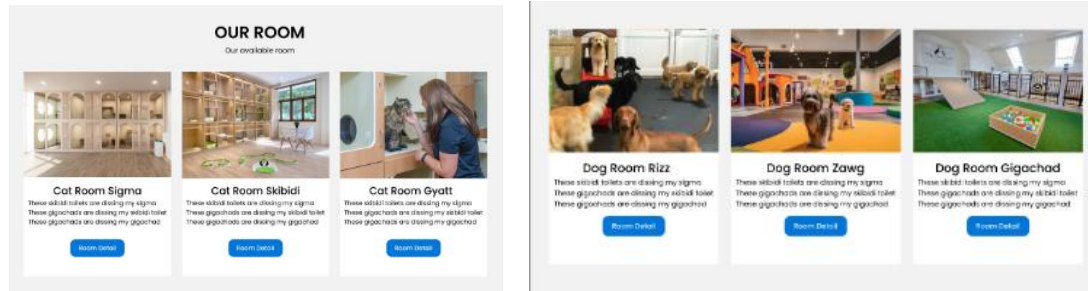 OUR ROOM
Our available room
Cat Room Sigma
These skibidi toilets are dissing my sigma
These gigachads are dissing my skibidi toilet
These gigachads are dissing my gigachad
Room Detail
Cat Room Skibidi
These skibidi toilets are dissing my sigma
These gigachads are dissing my skibidi toilet
These gigachads are dissing my gigachad
Room Detail
Cat Room Gyatt
These skibidi toilets are dissing my sigma
These gigachads are dissing my skibidi toilet
These gigachads are dissing my gigachad
Room Detail
Dog Room Rizz
These skibidi toilets are dissing my sigma
These gigachads are dissing my skibidi toilet
These gigachads are dissing my gigachad
Room Detail
Dog Room Zawg
These skibidi toilets are dissing my sigma
These gigachads are dissing my skibidi toilet
These gigachads are dissing my gigachad
Room Detail
Dog Room Gigachad
These skibidi toilets are dissing my sigma
These gigachads are dissing my skibidi toilet
These gigachads are dissing my gigachad
Room Detail